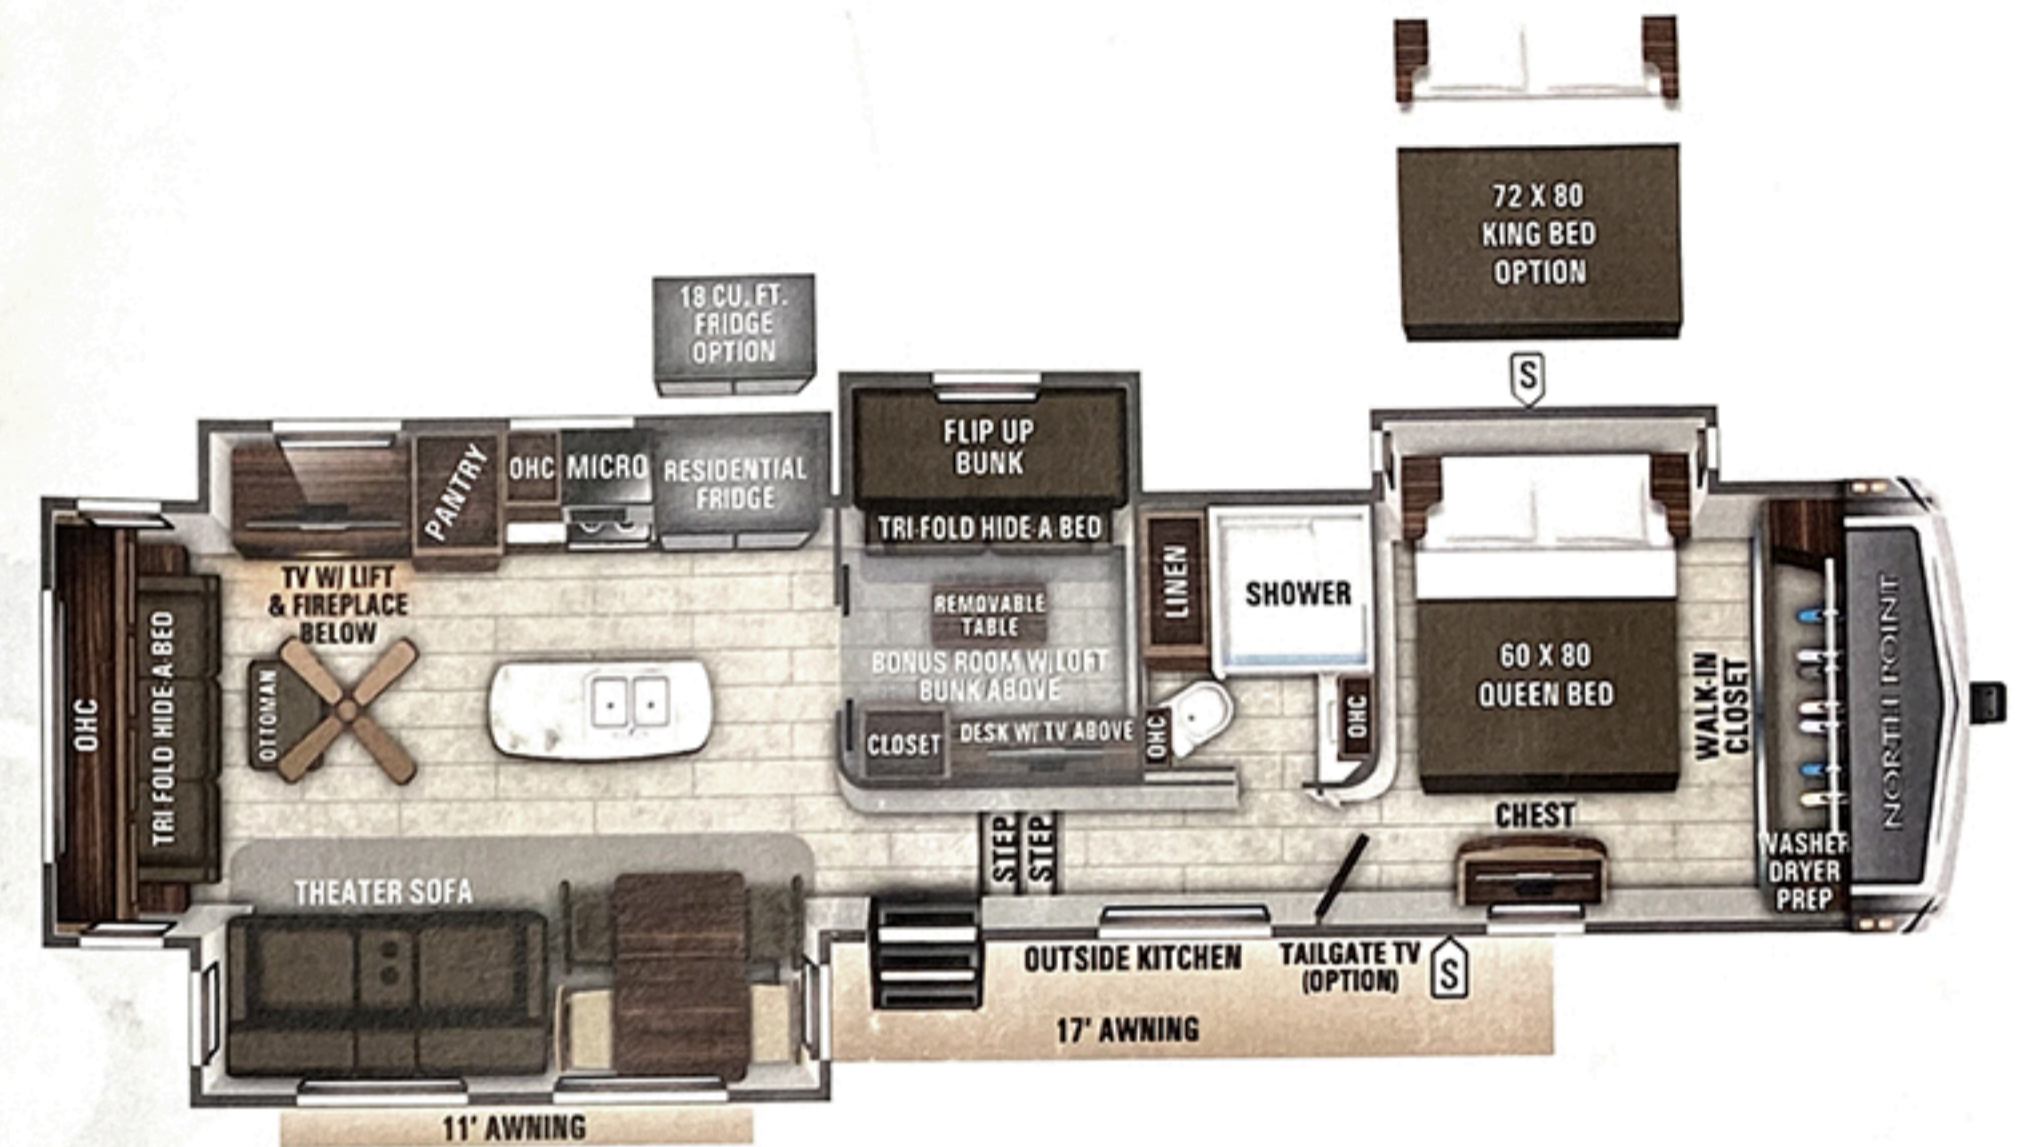 72 X 80
KING BED
OPTION
18 CU. FT.
FRIDGE
OPTION
S
FLIP UP
BUNK
PANTRY
OHC
MICRO
RESIDENTIAL
FRIDGE
TRI-FOLD HIDE-A-BED
LINEN
SHOWER
TV W/ LIFT
& FIREPLACE
BELOW
REMOVABLE
TABLE
BONUS ROOM W/LOFT
BUNK ABOVE
60 X 80
QUEEN BED
WALK-IN
CLOSET
NORTH POINT
OHC
TRI-FOLD HIDE-A-BED
OTTOMAN
CLOSET
DESK W/ TV ABOVE
OHC
OHC
CHEST
STEP
STEP
WASHER
DRYER
PREP
THEATER SOFA
OUTSIDE KITCHEN
TAILGATE TV
(OPTION)
S
17' AWNING
11' AWNING